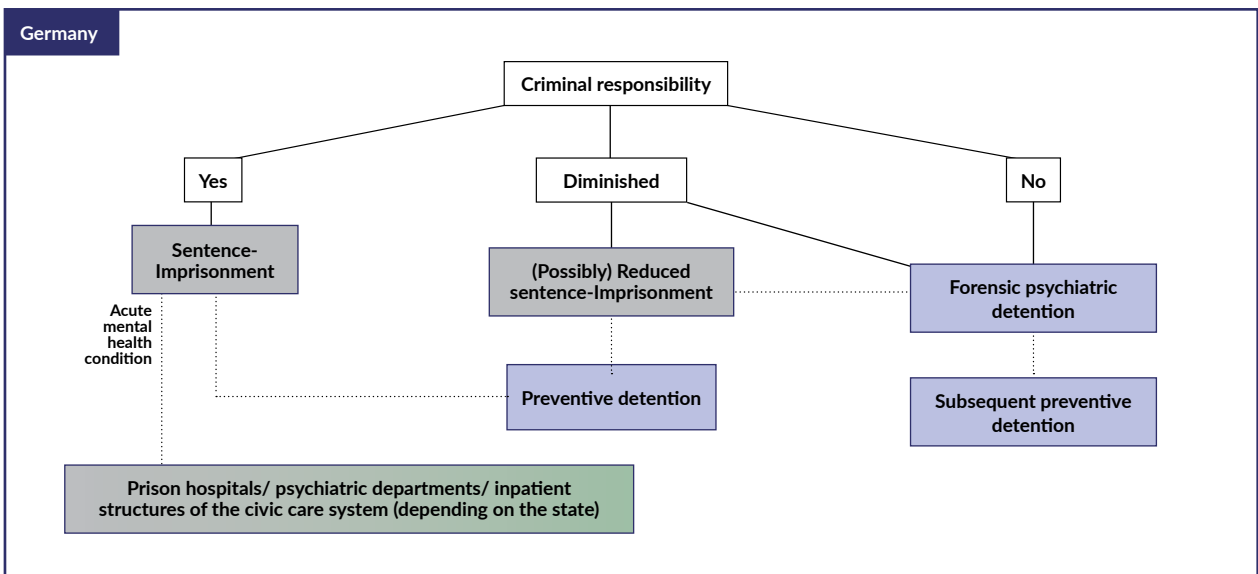 Germany
Criminal responsibility
Yes
Diminished
No
Sentence-
Imprisonment
(Possibly) Reduced
sentence-Imprisonment
Forensic psychiatric
detention
Acute
mental
health
condition
Preventive detention
Subsequent preventive
detention
Prison hospitals/ psychiatric departments/ inpatient
structures of the civic care system (depending on the state)